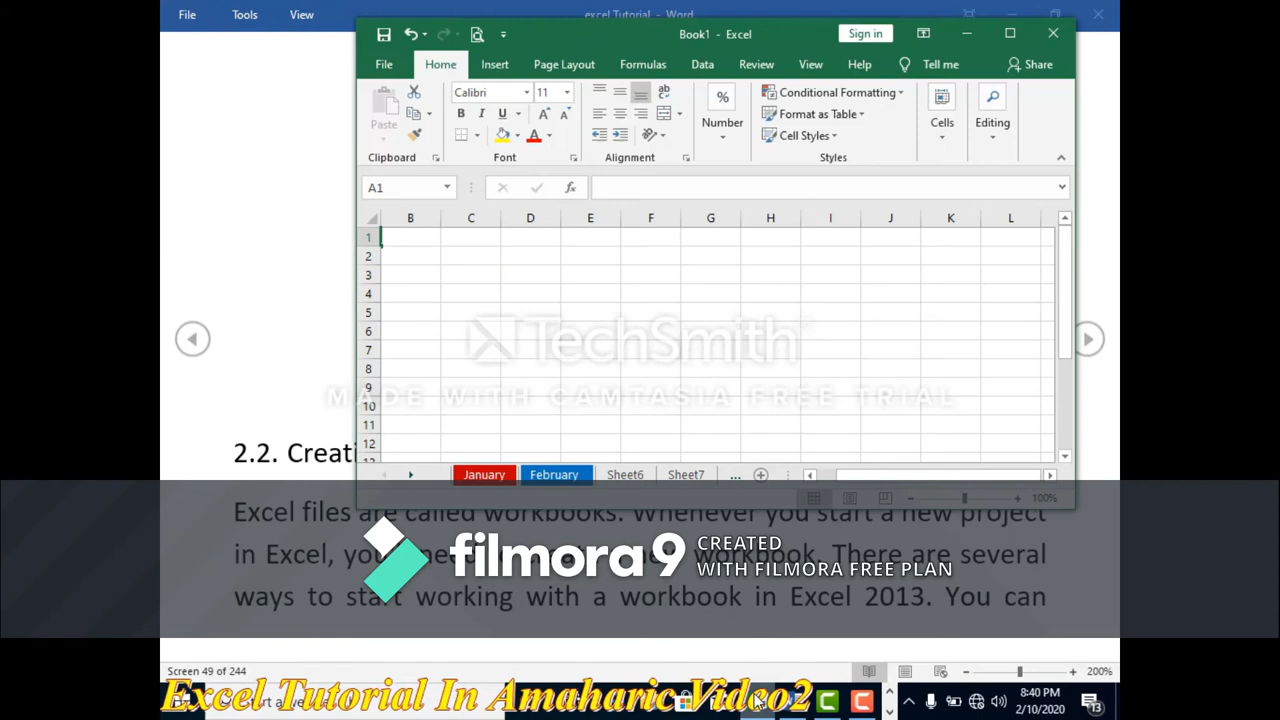 File Tools View excel Tutorial - Word
Book1 - Excel Sign in
File Home Insert Page Layout Formulas Data Review View Help Tell me Share
Calibri 11
Paste
% Number
Conditional Formatting
Format as Table
Cell Styles
Cells
Editing
Clipboard Font Alignment Styles
A1 fx
B C D E F G H I J K L
1
2
3
4
5
6
7
8
9
10
11
12
TechSmith
MADE WITH CAMTASIA FREE TRIAL
January February Sheet6 Sheet7 ...
100%
2.2. Creati
Excel files are called workbooks. Whenever you start a new project
in Excel, you need workbook. There are several
ways to start working with a workbook in Excel 2013. You can
filmora9 CREATED
WITH FILMORA FREE PLAN
Screen 49 of 244 200%
Excel Tutorial In Amaharic Video2
8:40 PM
2/10/2020
13